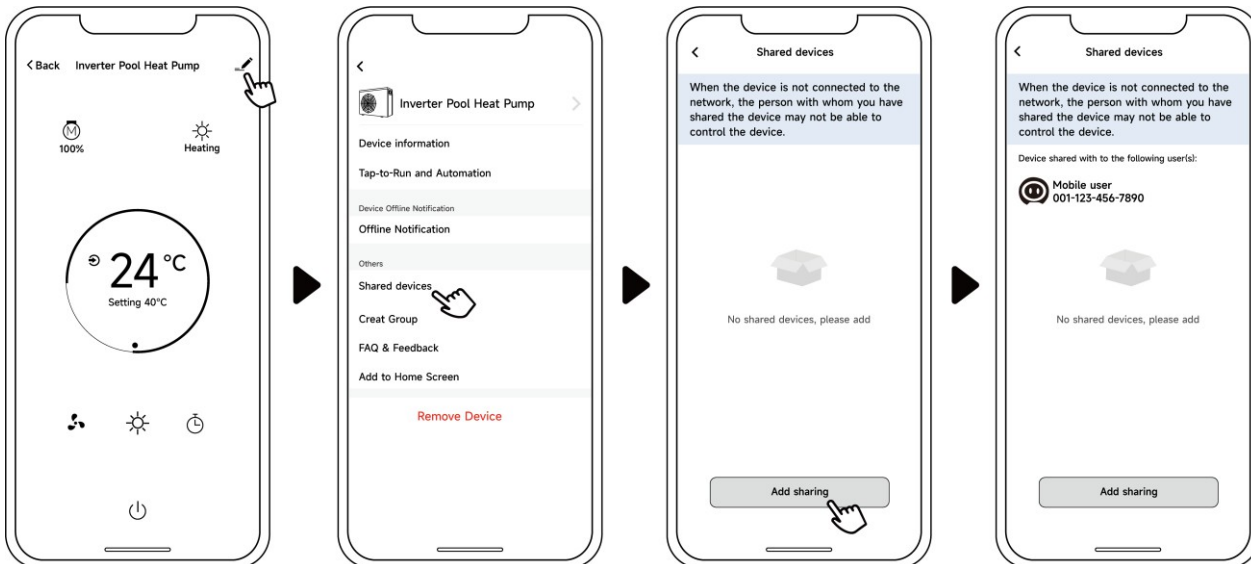 Back
Inverter Pool Heat Pump
M
100%
Heating
24°C
Setting 40°C
Inverter Pool Heat Pump
Device information
Tap-to-Run and Automation
Device Offline Notification
Offline Notification
Others
Shared devices
Creat Group
FAQ & Feedback
Add to Home Screen
Remove Device
Shared devices
When the device is not connected to the
network, the person with whom you have
shared the device may not be able to
control the device.
No shared devices, please add
Add sharing
Shared devices
When the device is not connected to the
network, the person with whom you have
shared the device may not be able to
control the device.
Device shared with to the following user(s):
Mobile user
001-123-456-7890
No shared devices, please add
Add sharing